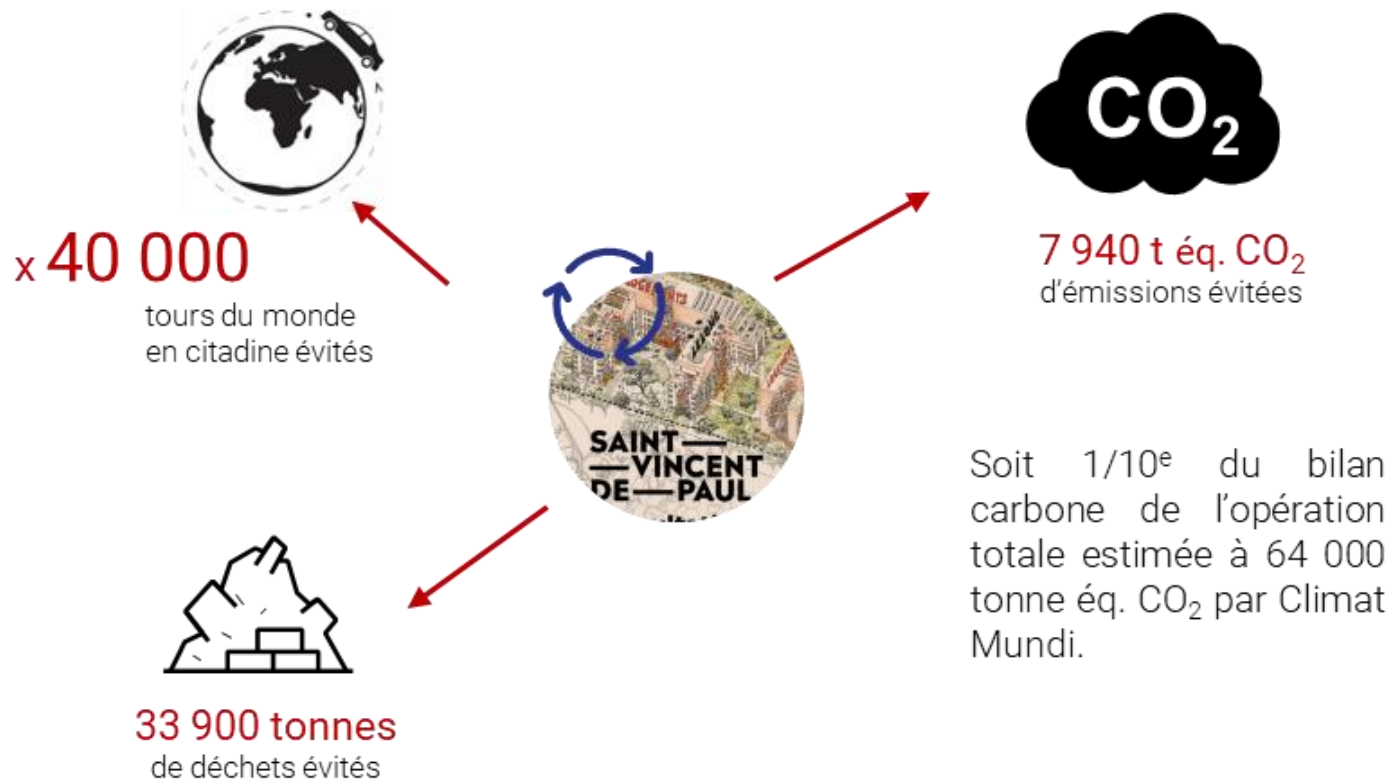 x 40 000
tours du monde
en citadine évités
CO₂
7 940 t éq. CO₂
d'émissions évitées
SAINT—
—VINCENT
DE—PAUL
Soit 1/10ᵉ du bilan
carbone de l'opération
totale estimée à 64 000
tonne éq. CO₂ par Climat
Mundi.
33 900 tonnes
de déchets évités